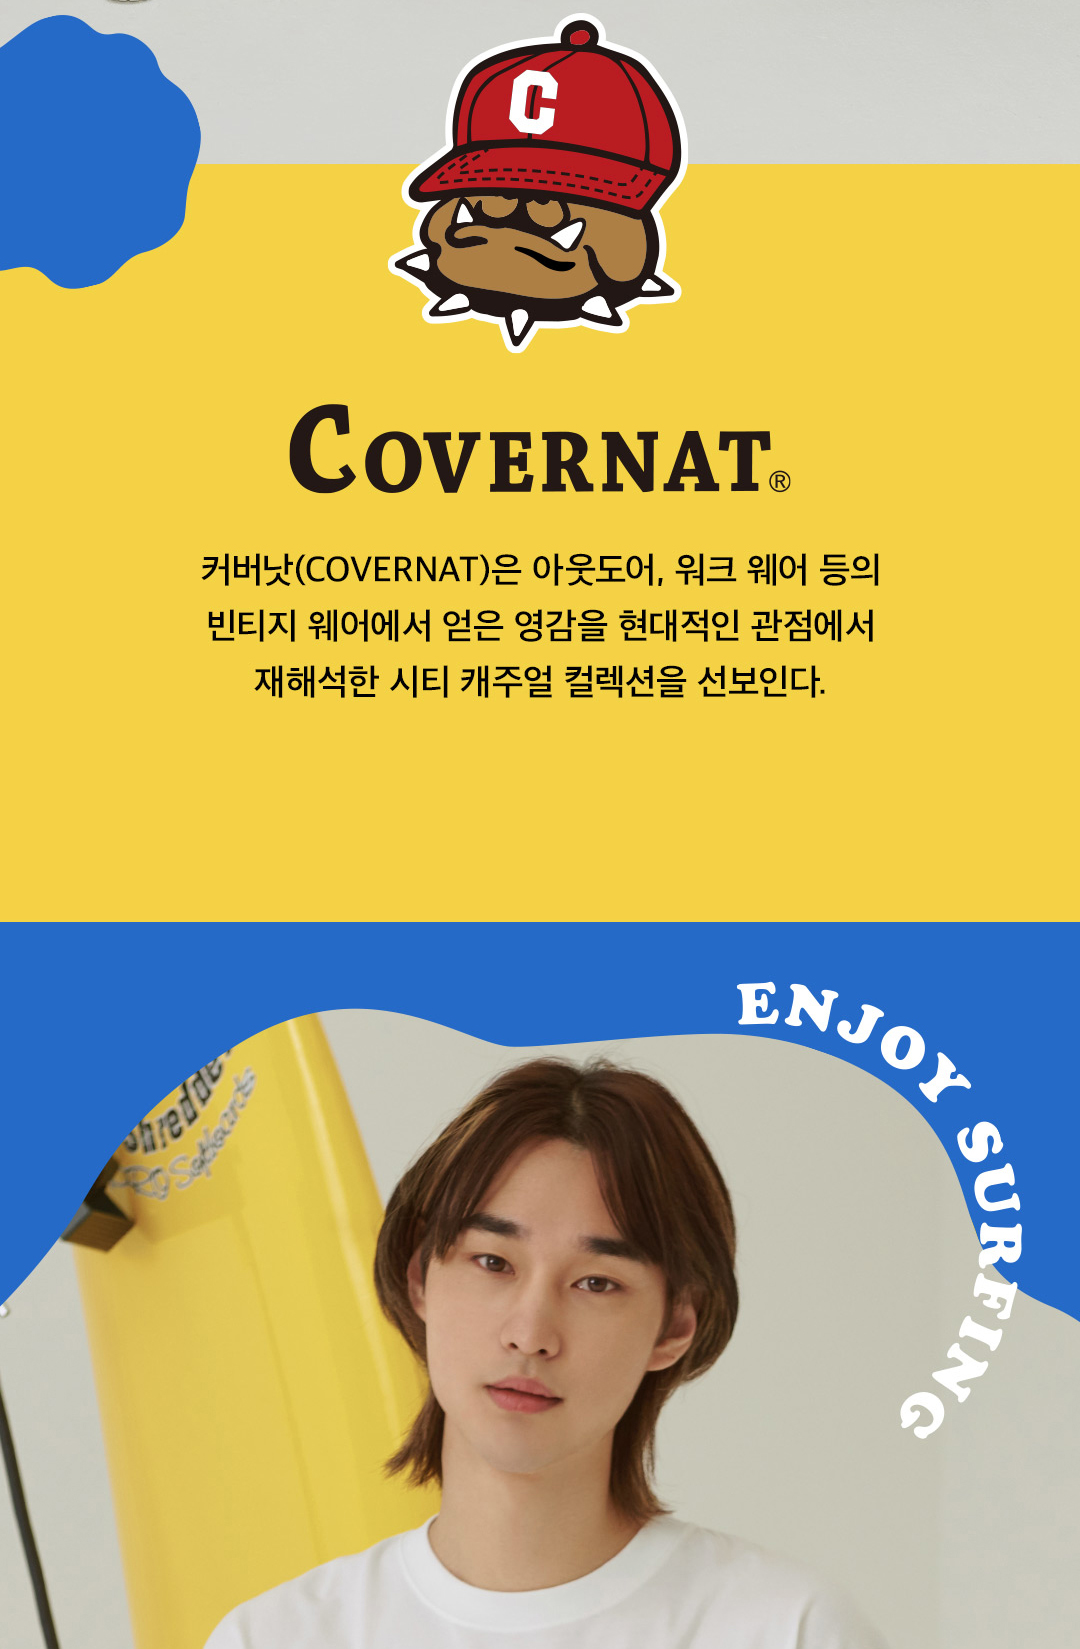 C
COVERNAT®
커버낫(COVERNAT)은 아웃도어, 워크 웨어 등의
빈티지 웨어에서 얻은 영감을 현대적인 관점에서
재해석한 시티 캐주얼 컬렉션을 선보인다.
ENJOY SURFING
Shredder
Softboards